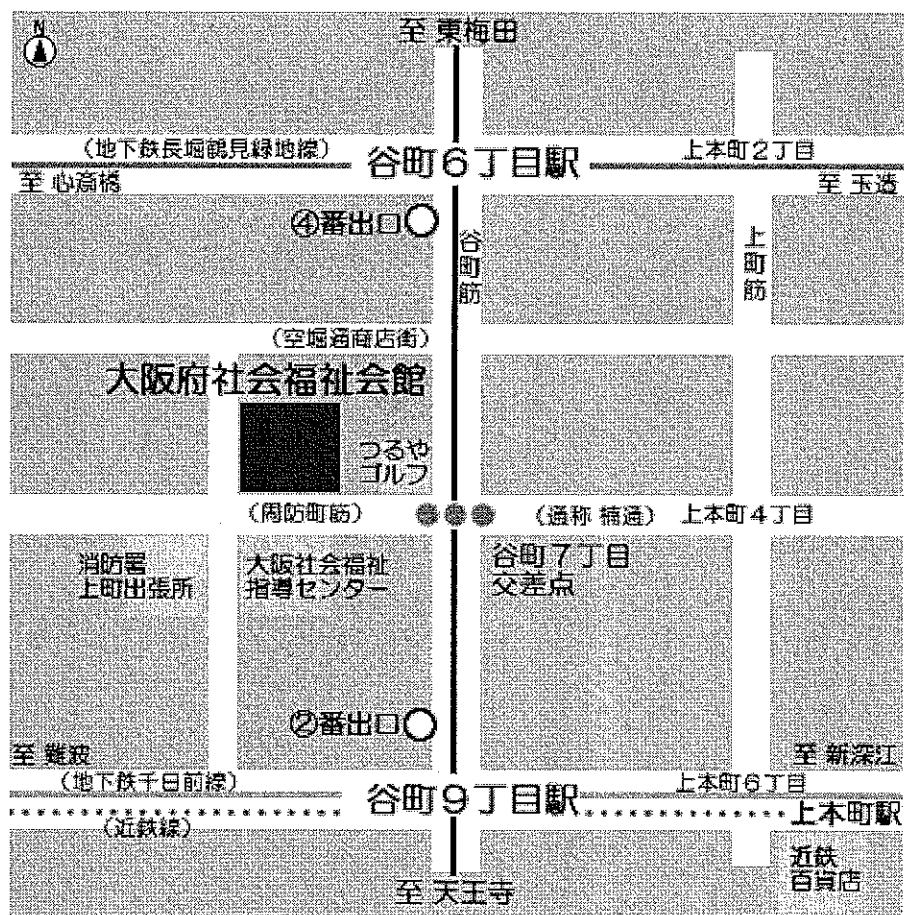 N
至 東梅田
(地下鉄長堀鶴見緑地線)
谷町6丁目駅
上本町2丁目
至 心斎橋
至 玉造
④番出口
谷町筋
上町筋
(空堀通商店街)
大阪府社会福祉会館
つるや
ゴルフ
(周防町筋)
(通称 楠通)
上本町4丁目
消防署
上町出張所
大阪社会福祉
指導センター
谷町7丁目
交差点
②番出口
至 難波
至 新深江
(地下鉄千日前線)
谷町9丁目駅
上本町6丁目
(近鉄線)
上本町駅
至 天王寺
近鉄
百貨店